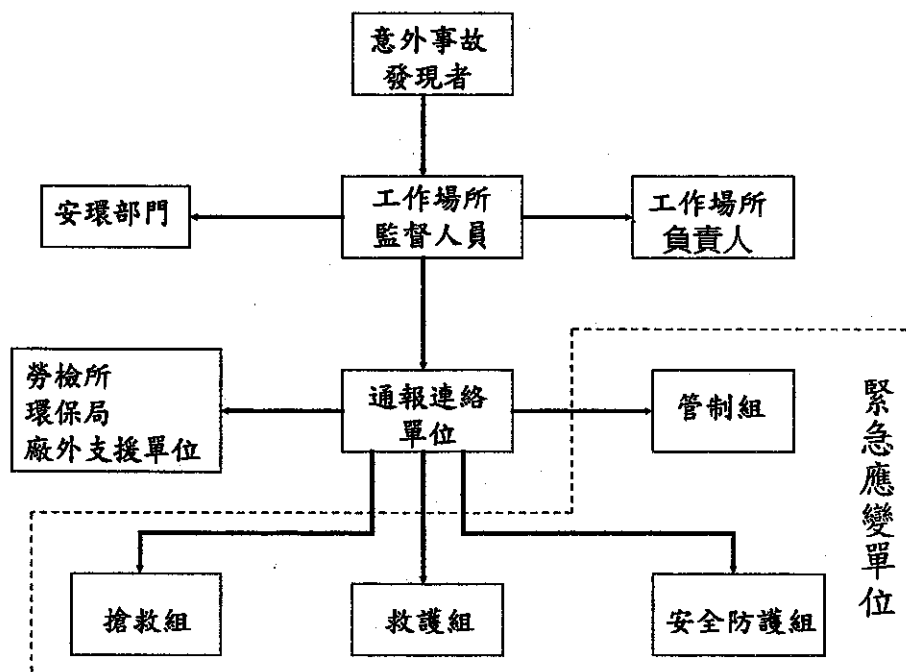 意外事故
發現者
安環部門
工作場所
監督人員
工作場所
負責人
勞檢所
環保局
廠外支援單位
通報連絡
單位
管制組
緊急應變單位
搶救組
救護組
安全防護組